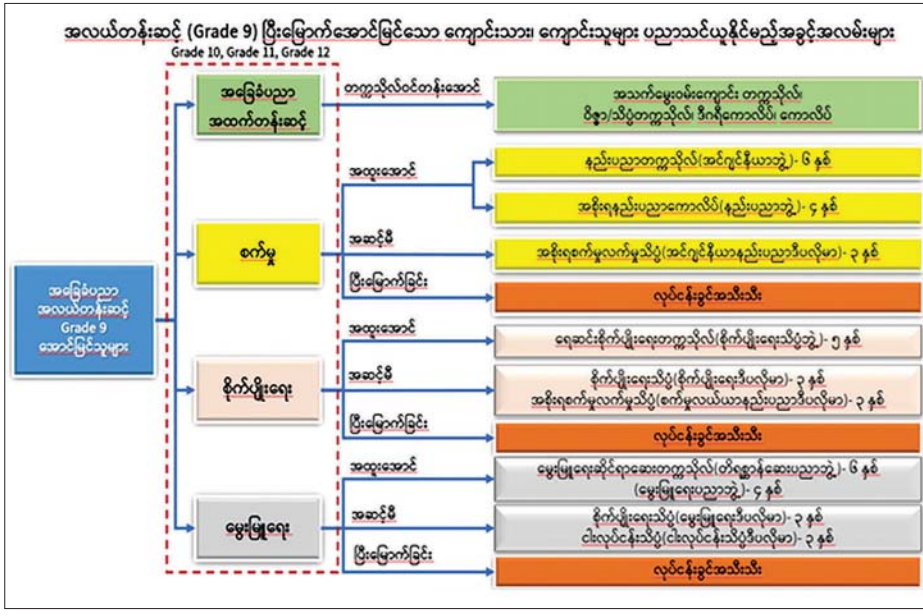 အလယ်တန်းဆင့် (Grade 9) ပြီးမြောက်အောင်မြင်သော ကျောင်းသား၊ ကျောင်းသူများ ပညာသင်ယူနိုင်မည့်အခွင့်အလမ်းများ
Grade 10, Grade 11, Grade 12
အခြေခံပညာ
အလယ်တန်းဆင့်
Grade 9
အောင်မြင်သူများ
အခြေခံပညာ
အထက်တန်းဆင့်
တက္ကသိုလ်ဝင်တန်းအောင်
အသက်မွေးဝမ်းကျောင်း တက္ကသိုလ်၊
ဝိဇ္ဇာ/သိပ္ပံတက္ကသိုလ်၊ ဒီဂရီကောလိပ်၊ ကောလိပ်
စက်မှု
အထူးအောင်
နည်းပညာတက္ကသိုလ်(အင်ဂျင်နီယာဘွဲ့)- ၆ နှစ်
အစိုးရနည်းပညာကောလိပ်(နည်းပညာဘွဲ့)- ၄ နှစ်
အဆင့်မီ
အစိုးရစက်မှုလက်မှုသိပ္ပံ(အင်ဂျင်နီယာနည်းပညာဒီပလိုမာ)- ၃ နှစ်
ပြီးမြောက်ခြင်း
လုပ်ငန်းခွင်အသီးသီး
စိုက်ပျိုးရေး
အထူးအောင်
ရေဆင်းစိုက်ပျိုးရေးတက္ကသိုလ်(စိုက်ပျိုးရေးသိပ္ပံဘွဲ့)- ၅ နှစ်
အဆင့်မီ
စိုက်ပျိုးရေးသိပ္ပံ(စိုက်ပျိုးရေးဒီပလိုမာ)- ၃ နှစ်
အစိုးရစက်မှုလက်မှုသိပ္ပံ(စက်မှုလယ်ယာနည်းပညာဒီပလိုမာ)- ၃ နှစ်
ပြီးမြောက်ခြင်း
လုပ်ငန်းခွင်အသီးသီး
မွေးမြူရေး
အထူးအောင်
မွေးမြူရေးဆိုင်ရာဆေးတက္ကသိုလ်(တိရစ္ဆာန်ဆေးပညာဘွဲ့)- ၆ နှစ်
(မွေးမြူရေးပညာဘွဲ့)- ၄ နှစ်
အဆင့်မီ
စိုက်ပျိုးရေးသိပ္ပံ(မွေးမြူရေးဒီပလိုမာ)- ၃ နှစ်
ငါးလုပ်ငန်းသိပ္ပံ(ငါးလုပ်ငန်းသိပ္ပံဒီပလိုမာ)- ၃ နှစ်
ပြီးမြောက်ခြင်း
လုပ်ငန်းခွင်အသီးသီး